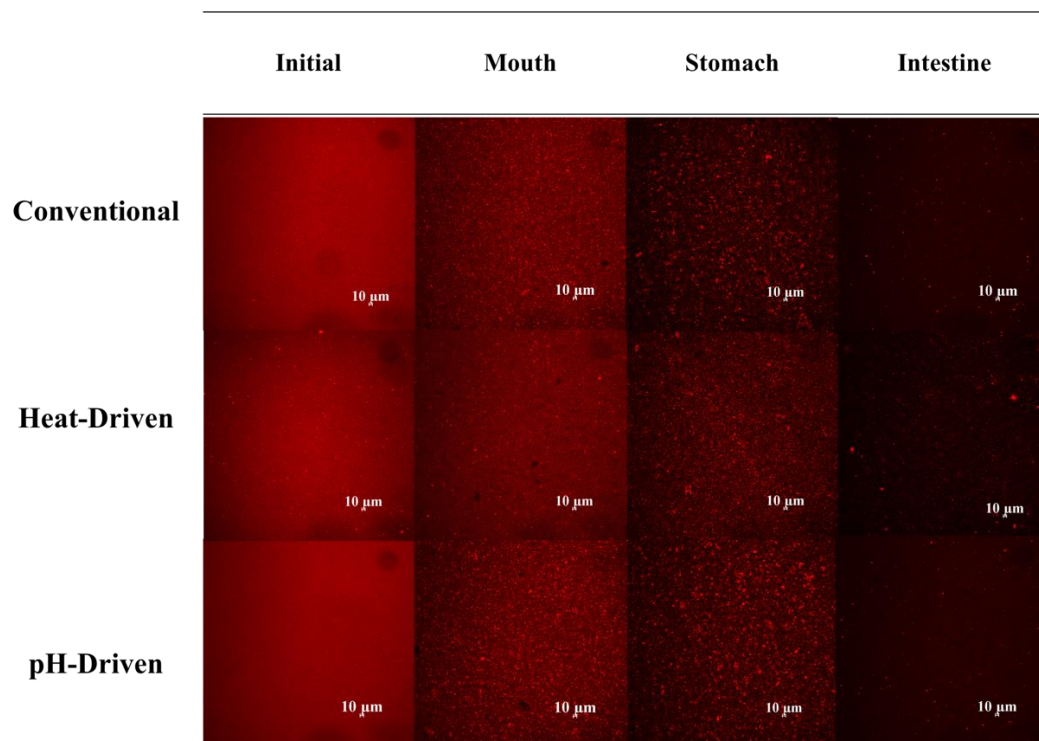 Initial Mouth Stomach Intestine
Conventional
10 µm 10 µm 10 µm 10 µm
Heat-Driven
10 µm 10 µm 10 µm 10 µm
pH-Driven
10 µm 10 µm 10 µm 10 µm